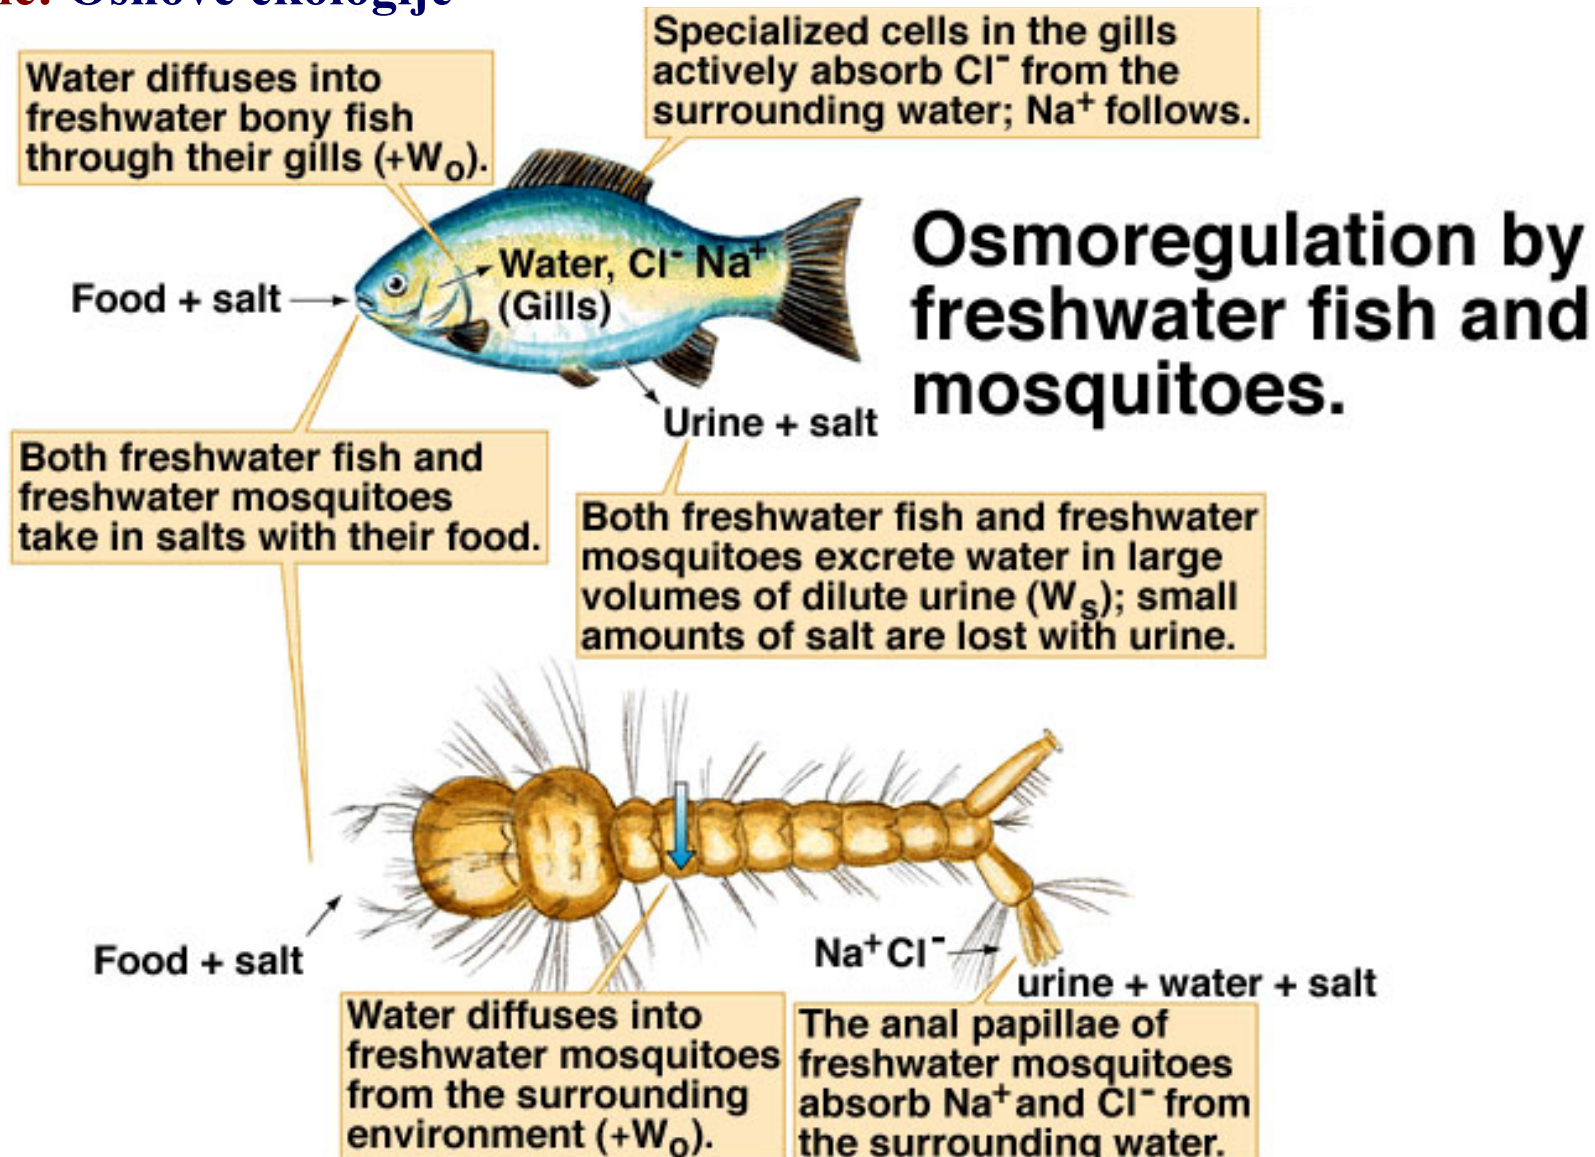 Osnove ekologije
Water diffuses into
freshwater bony fish
through their gills (+Wo).
Specialized cells in the gills
actively absorb Cl⁻ from the
surrounding water; Na⁺ follows.
Food + salt
Water, Cl⁻ Na⁺
(Gills)
Osmoregulation by
freshwater fish and
mosquitoes.
Urine + salt
Both freshwater fish and
freshwater mosquitoes
take in salts with their food.
Both freshwater fish and freshwater
mosquitoes excrete water in large
volumes of dilute urine (Ws); small
amounts of salt are lost with urine.
Food + salt
Na⁺Cl⁻
urine + water + salt
Water diffuses into
freshwater mosquitoes
from the surrounding
environment (+Wo).
The anal papillae of
freshwater mosquitoes
absorb Na⁺ and Cl⁻ from
the surrounding water.